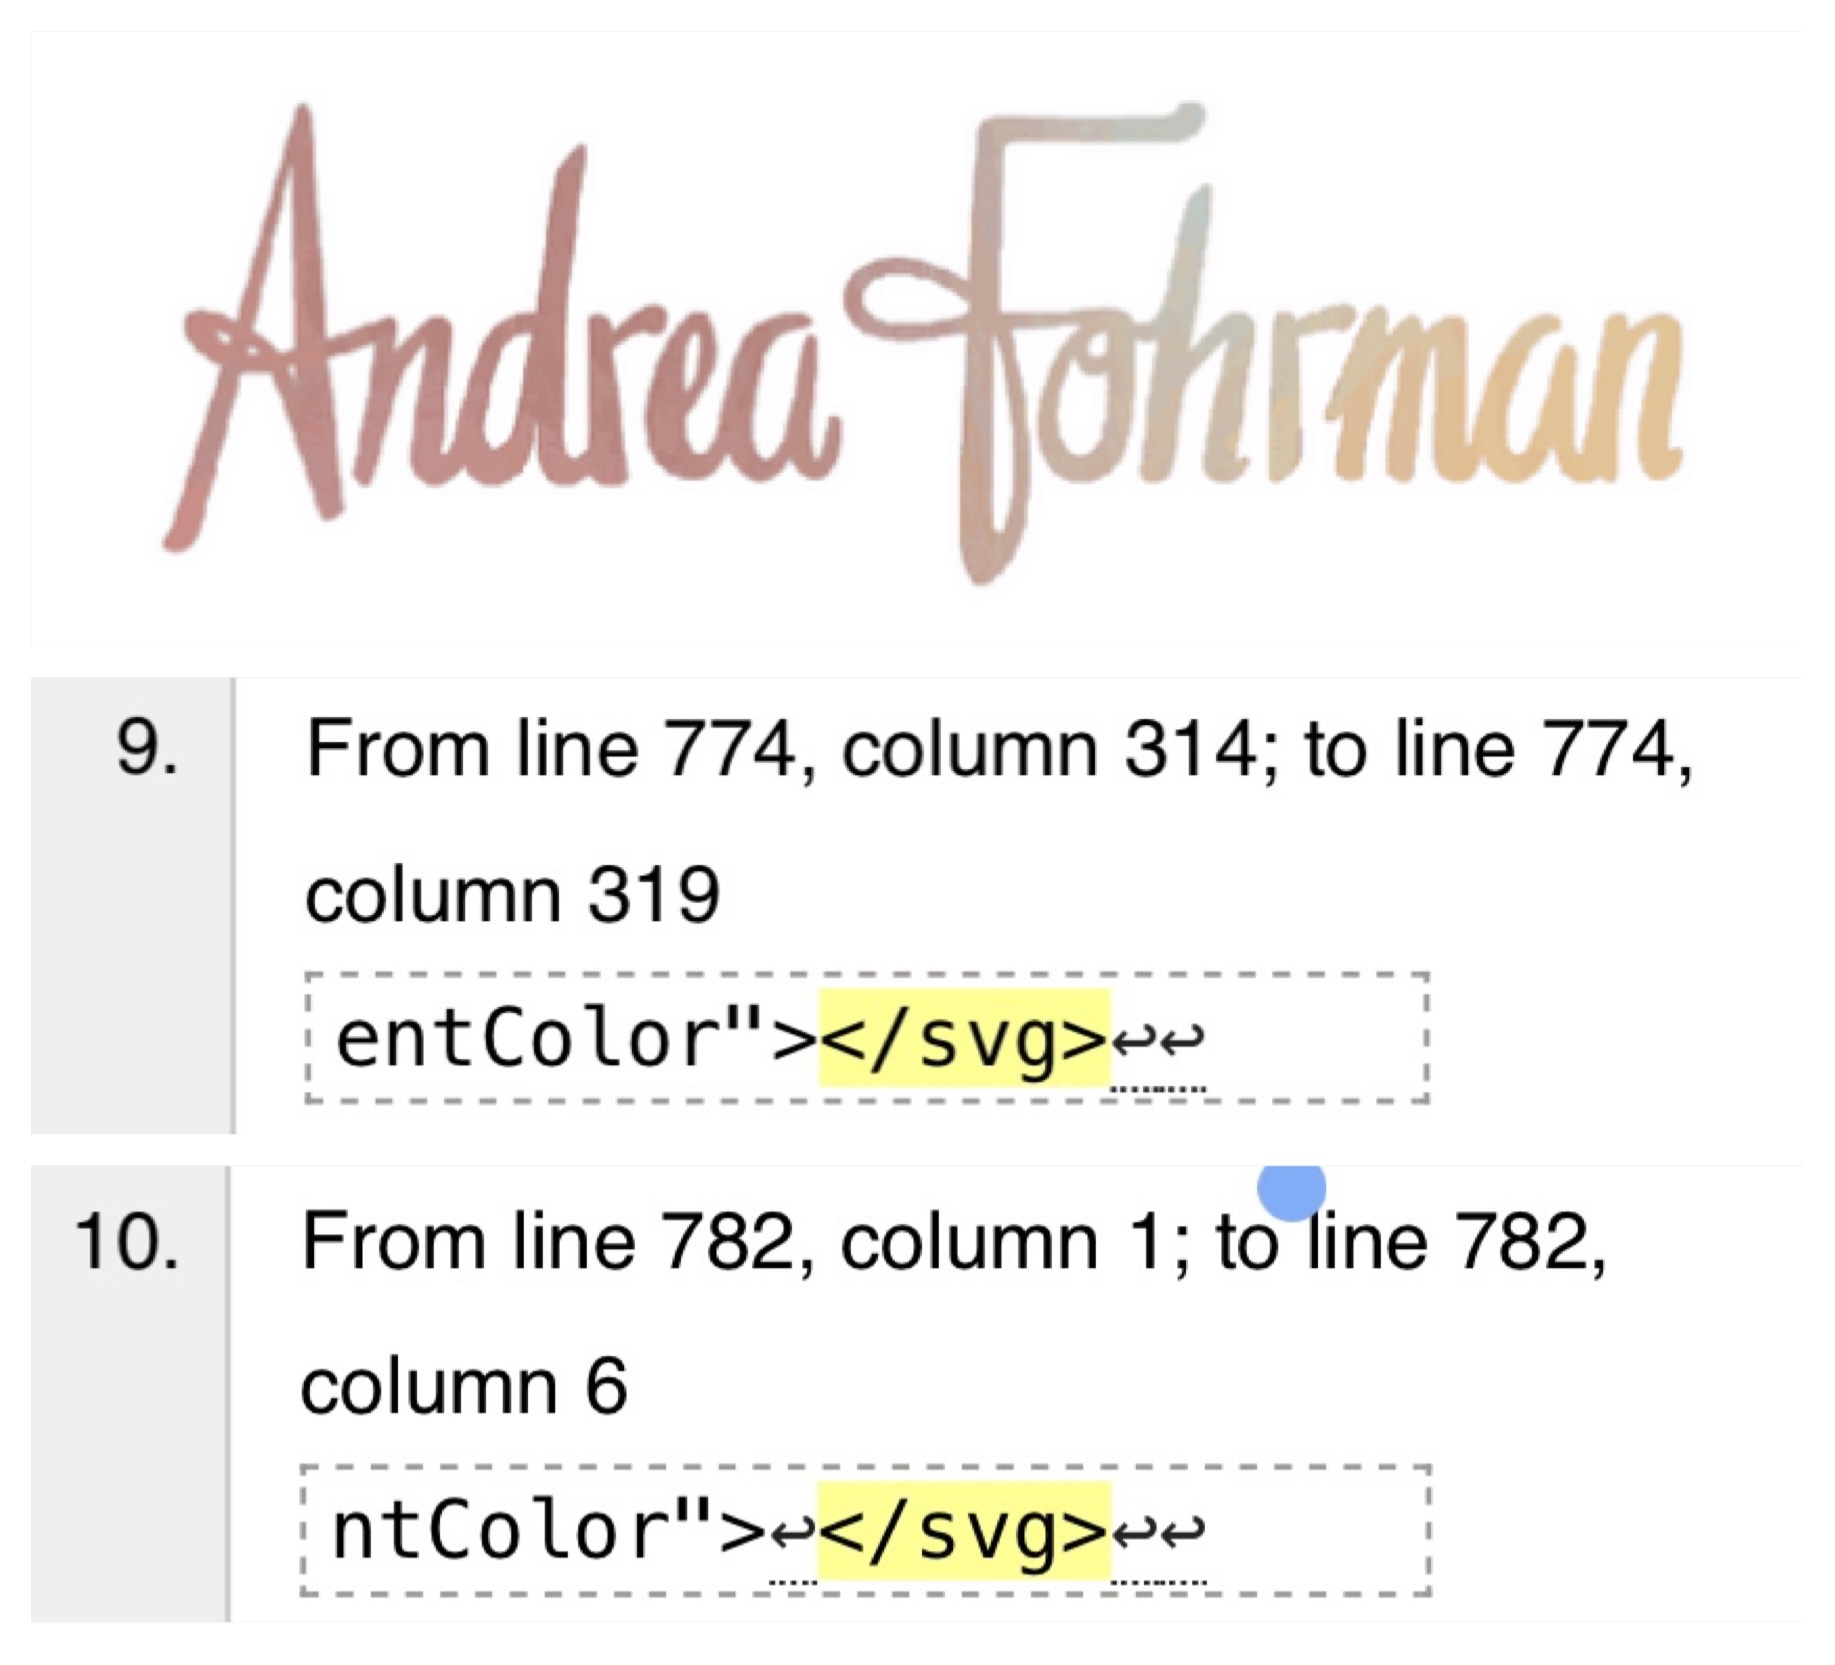 Andrea Fohrman
9. From line 774, column 314; to line 774,
column 319
entColor"></svg>↩↩
10. From line 782, column 1; to line 782,
column 6
ntColor">↩</svg>↩↩